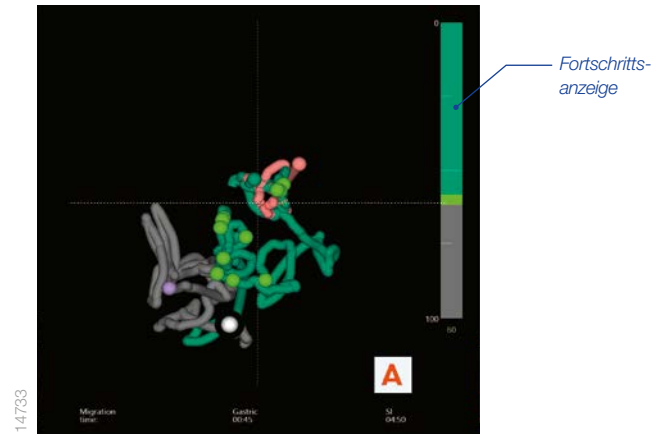 0
Fortschritts-
anzeige
100
60
A
Migration
time:
Gastric
00:45
SI
04:50
14733